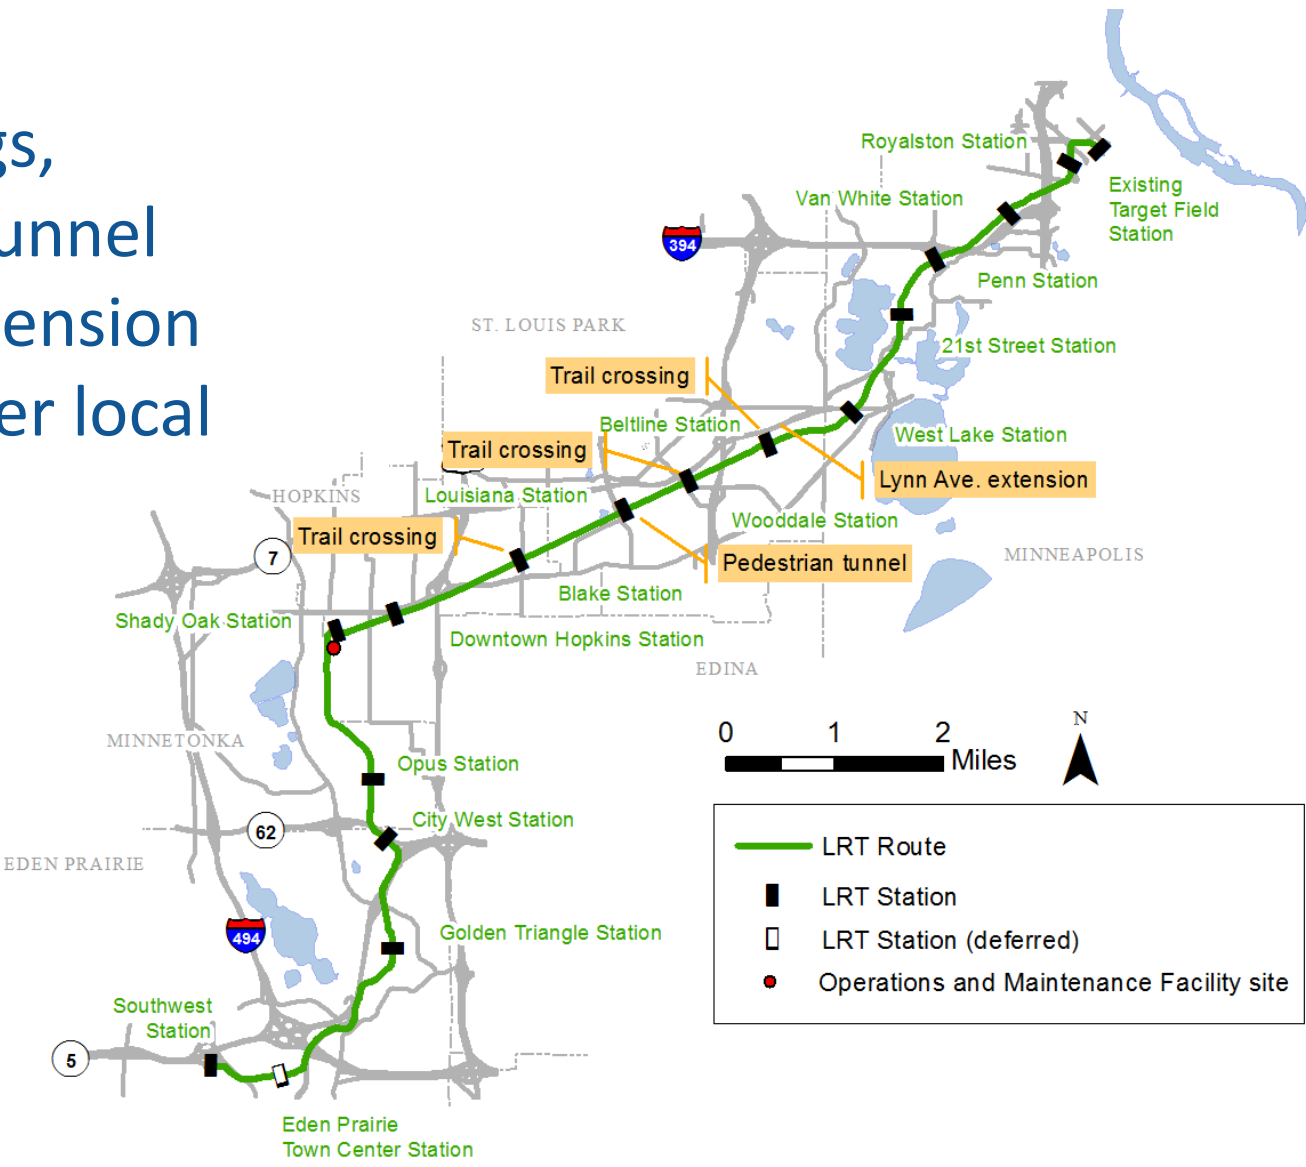 gs,
unnel
ension
er local
Royalston Station
Existing
Target Field
Station
Van White Station
394
Penn Station
ST. LOUIS PARK
21st Street Station
Trail crossing
Beltline Station
West Lake Station
Trail crossing
Lynn Ave. extension
HOPKINS
Louisiana Station
Wooddale Station
Trail crossing
7
Pedestrian tunnel
MINNEAPOLIS
Blake Station
Shady Oak Station
Downtown Hopkins Station
EDINA
MINNETONKA
0 1 2
Miles
N
Opus Station
City West Station
62
EDEN PRAIRIE
LRT Route
LRT Station
LRT Station (deferred)
Operations and Maintenance Facility site
494
Golden Triangle Station
Southwest
Station
5
Eden Prairie
Town Center Station